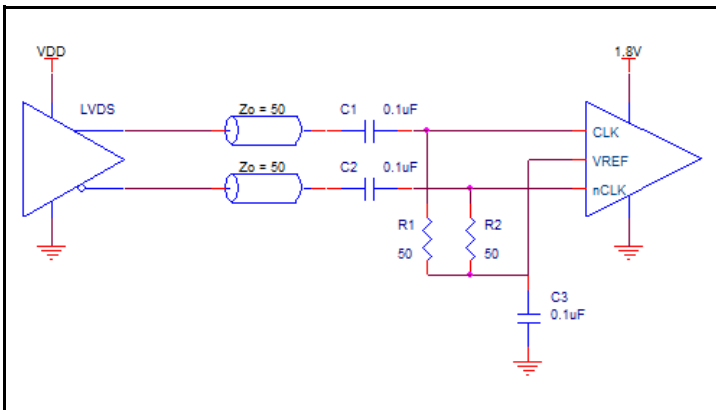 VDD
1.8V
LVDS
Zo = 50
C1
0.1uF
CLK
Zo = 50
C2
0.1uF
VREF
nCLK
R1
R2
50
50
C3
0.1uF